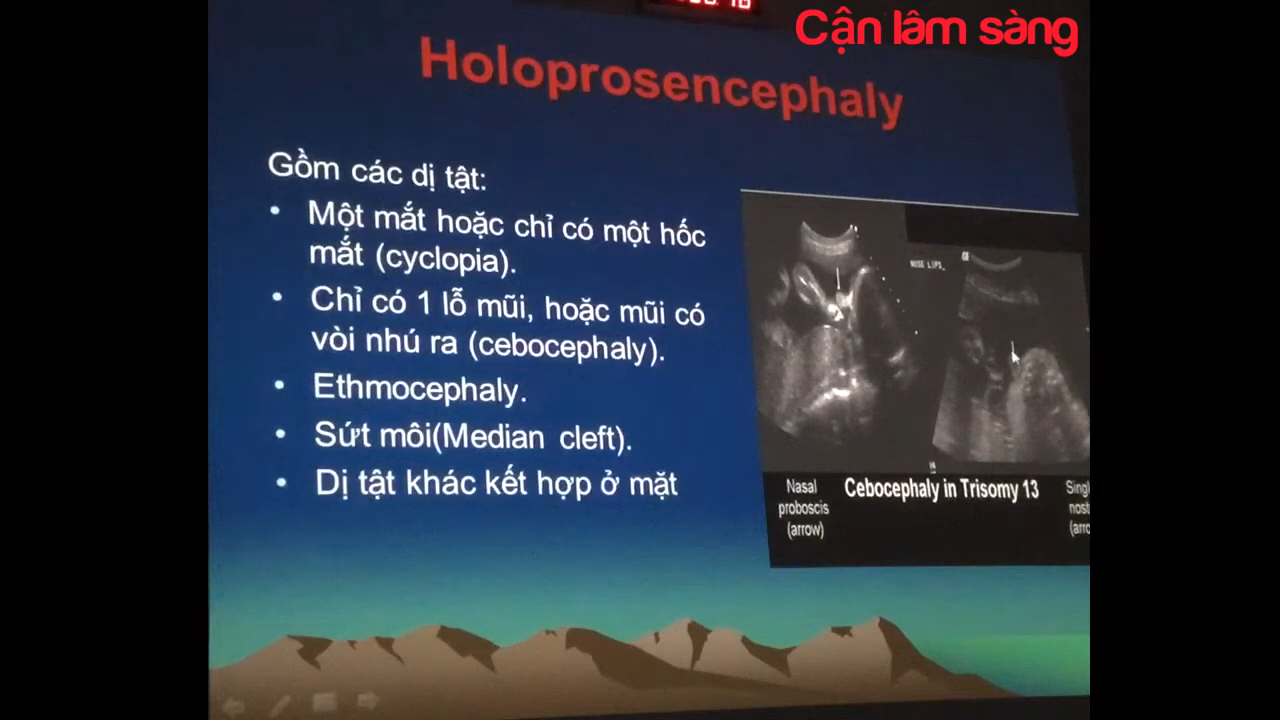 Cận lâm sàng
Holoprosencephaly
Gồm các dị tật:
• Một mắt hoặc chỉ có một hốc
mắt (cyclopia).
• Chỉ có 1 lỗ mũi, hoặc mũi có
vòi nhú ra (cebocephaly).
• Ethmocephaly.
• Sứt môi(Median cleft).
• Dị tật khác kết hợp ở mặt
NOSE LIPS
Nasal
proboscis
(arrow)
Cebocephaly in Trisomy 13